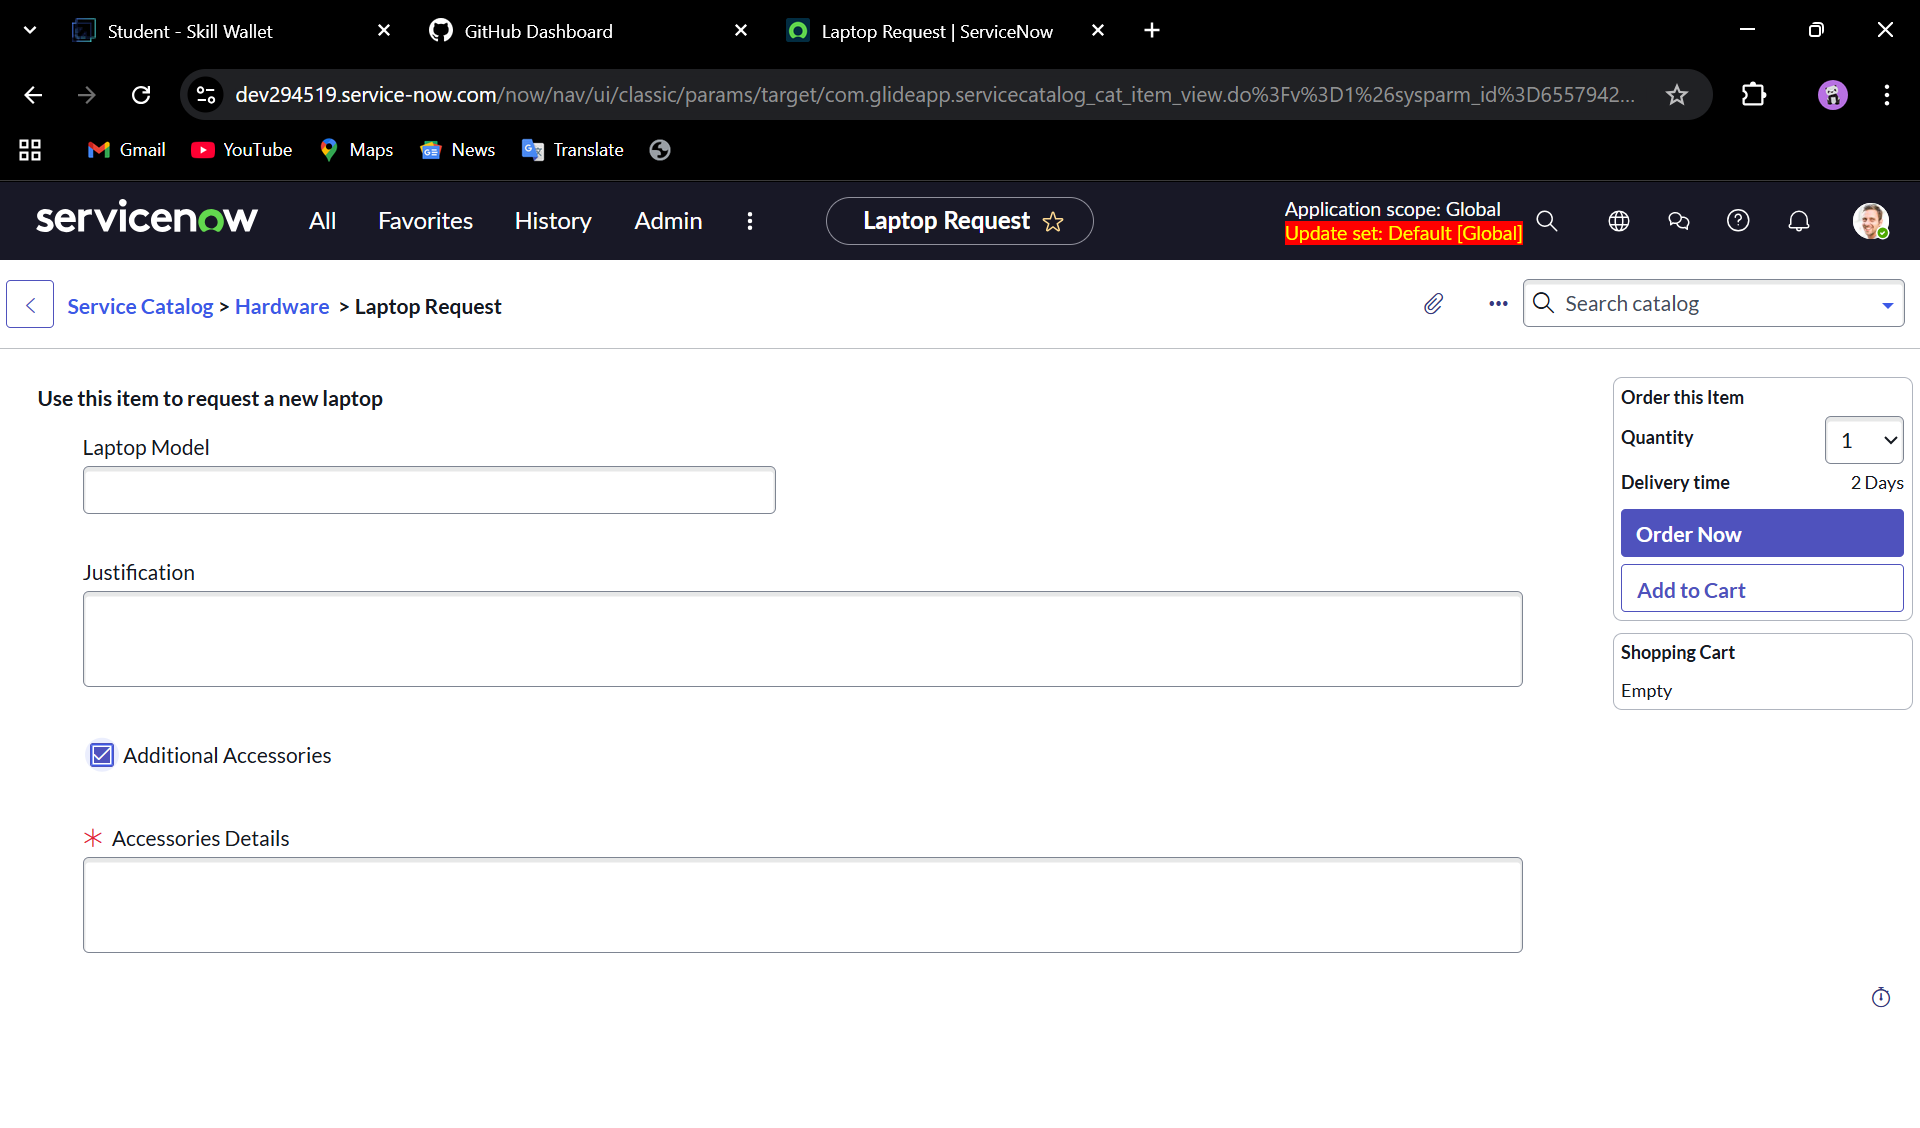 Student - Skill Wallet
GitHub Dashboard
Laptop Request | ServiceNow
dev294519.service-now.com/now/nav/ui/classic/params/target/com.glideapp.servicecatalog_cat_item_view.do%3Fv%3D1%26sysparm_id%3D6557942...
Gmail
YouTube
Maps
News
Translate
servicenow
All
Favorites
History
Admin
Laptop Request
Application scope: Global
Update set: Default [Global]
Service Catalog > Hardware > Laptop Request
Search catalog
Use this item to request a new laptop
Laptop Model
Justification
Additional Accessories
* Accessories Details
Order this Item
Quantity
1
Delivery time
2 Days
Order Now
Add to Cart
Shopping Cart
Empty